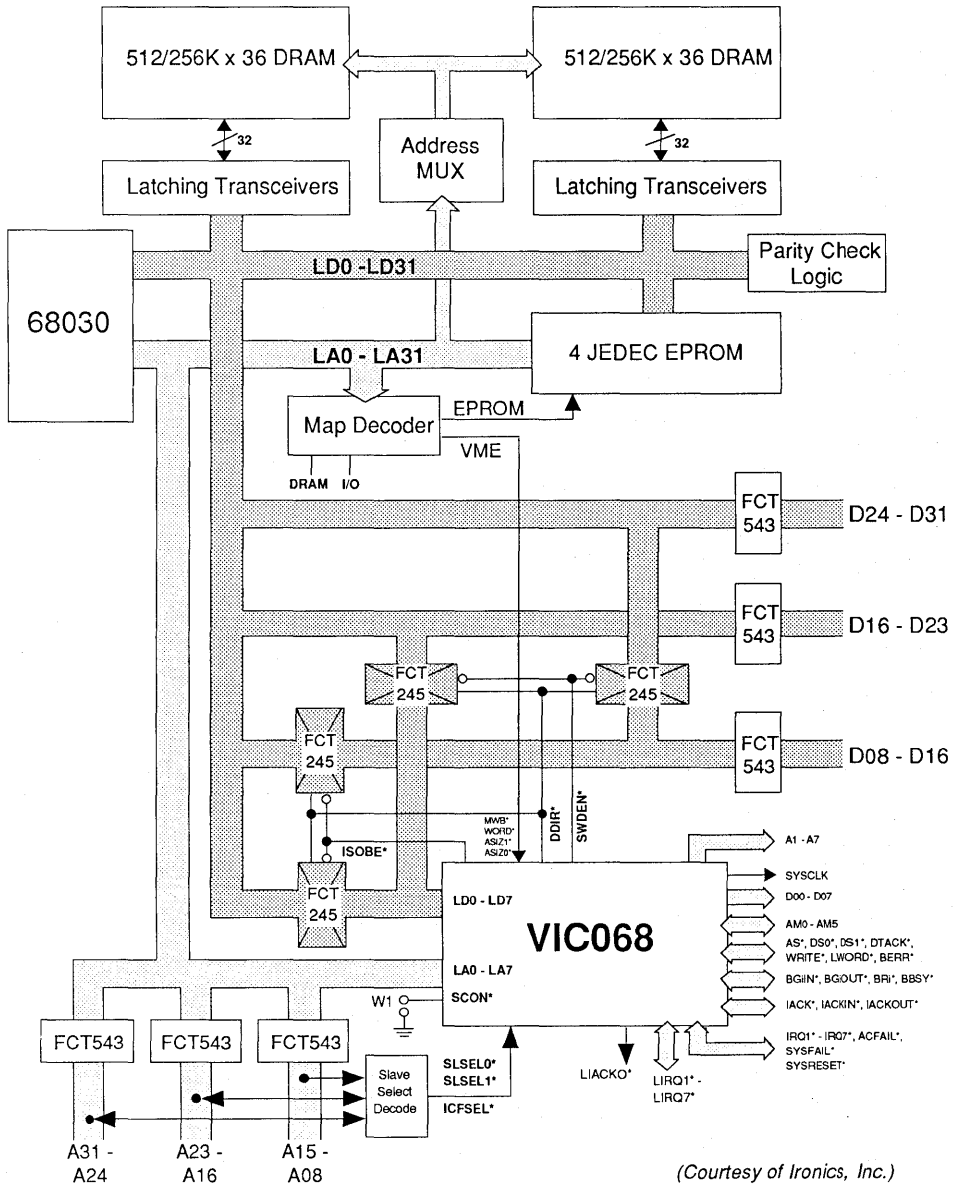 512/256K x 36 DRAM
512/256K x 36 DRAM
32
32
Address
MUX
Latching Transceivers
Latching Transceivers
LD0 -LD31
Parity Check
Logic
68030
LA0 - LA31
4 JEDEC EPROM
Map Decoder
EPROM
VME
DRAM I/O
FCT
543
D24 - D31
FCT
543
D16 - D23
FCT
245
FCT
245
FCT
245
FCT
543
D08 - D16
MWB*
WORD*
ASIZ1*
ASIZ0*
DDIR*
SWDEN*
ISOBE*
FCT
245
LD0 - LD7
VIC068
LA0 - LA7
SCON*
W1
A1 - A7
SYSCLK
D00 - D07
AM0 - AM5
AS*, DS0*, DS1*, DTACK*,
WRITE*, LWORD*, BERR*
BGiIN*, BGiOUT*, BRi*, BBSY*
IACK*, IACKIN*, IACKOUT*
IRQ1* - IRQ7*, ACFAIL*,
SYSFAIL*
SYSRESET*
FCT543
FCT543
FCT543
Slave
Select
Decode
SLSEL0*
SLSEL1*
ICFSEL*
LIACKO*
LIRQ1* -
LIRQ7*
A31 -
A24
A23 -
A16
A15 -
A08
(Courtesy of Ironics, Inc.)